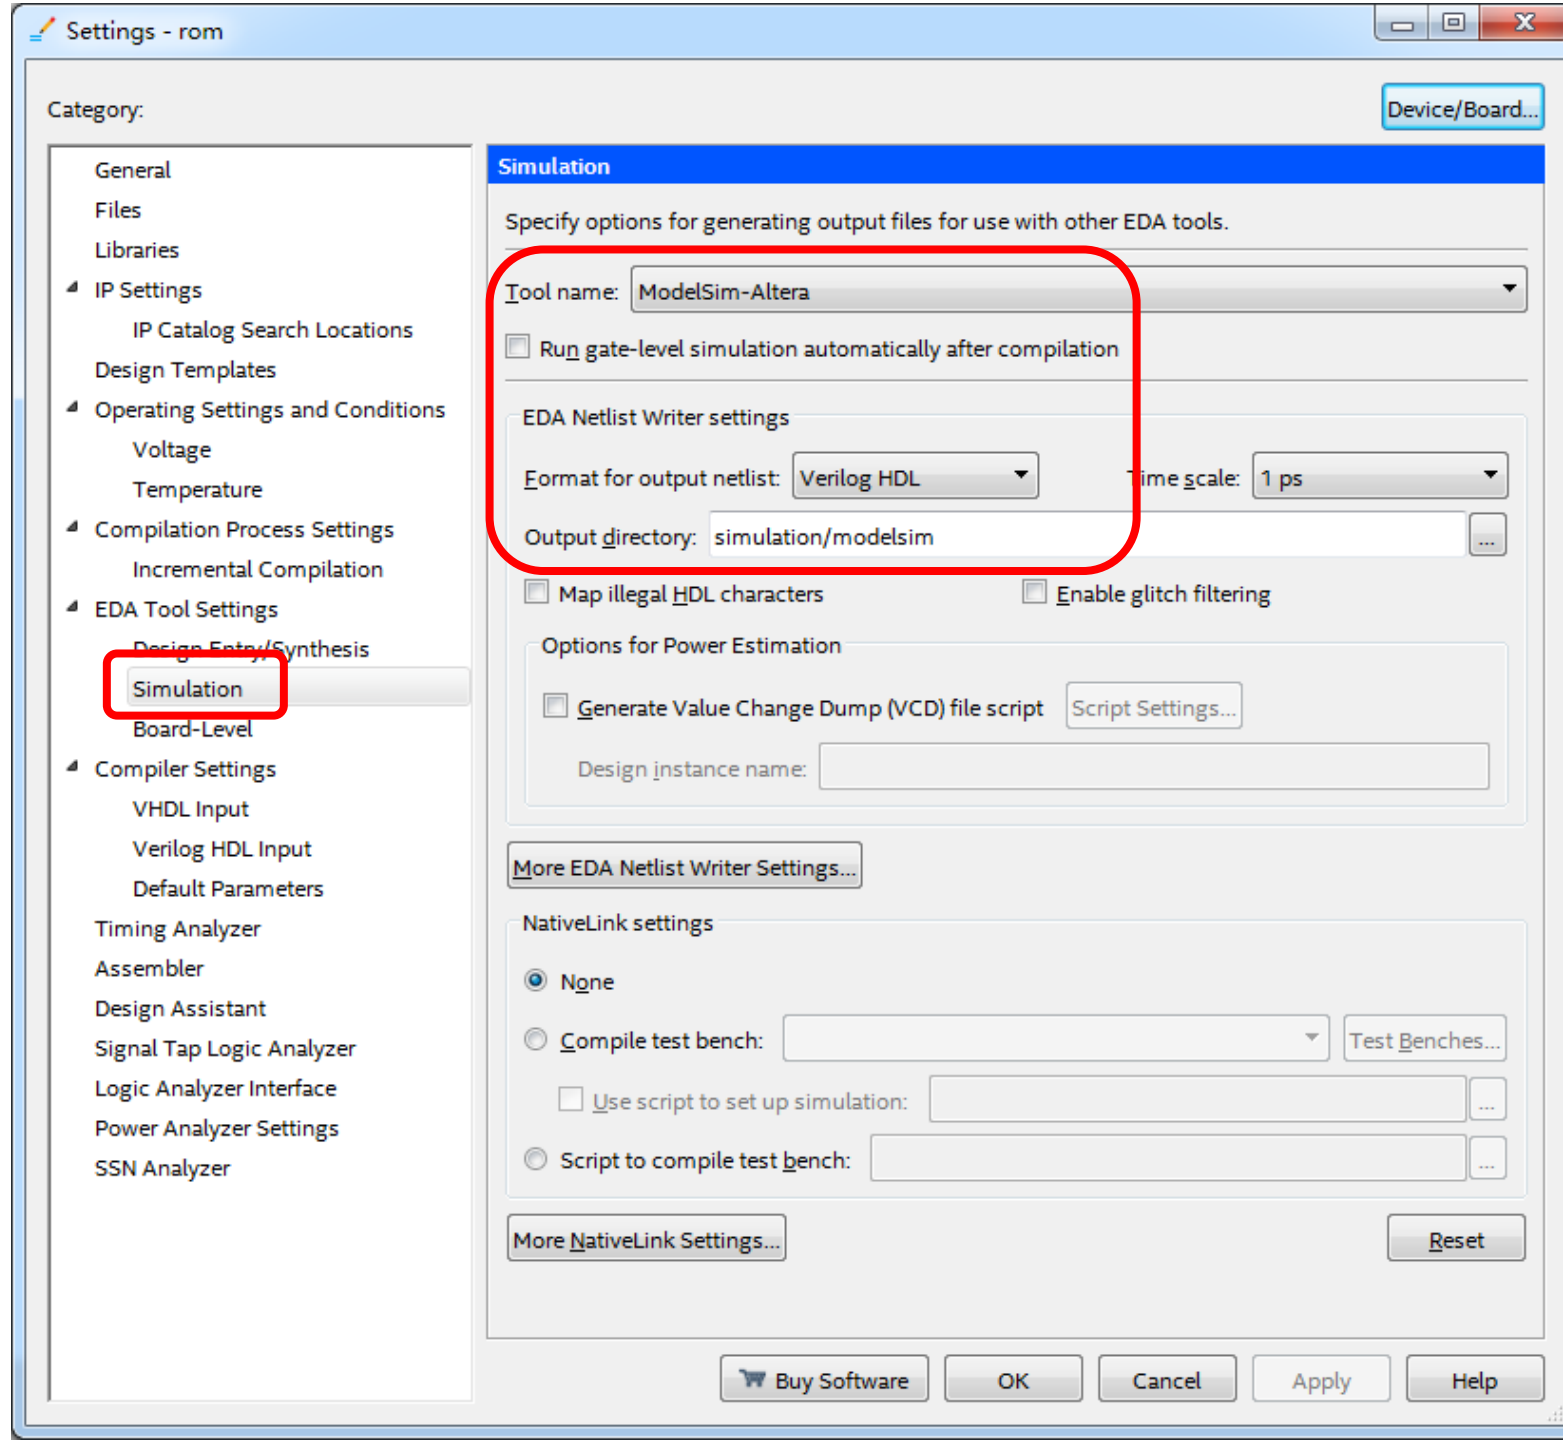 Settings - rom
Category:
Device/Board...
General
Files
Libraries
IP Settings
IP Catalog Search Locations
Design Templates
Operating Settings and Conditions
Voltage
Temperature
Compilation Process Settings
Incremental Compilation
EDA Tool Settings
Design Entry/Synthesis
Simulation
Board-Level
Compiler Settings
VHDL Input
Verilog HDL Input
Default Parameters
Timing Analyzer
Assembler
Design Assistant
Signal Tap Logic Analyzer
Logic Analyzer Interface
Power Analyzer Settings
SSN Analyzer
Simulation
Specify options for generating output files for use with other EDA tools.
Tool name: ModelSim-Altera
Run gate-level simulation automatically after compilation
EDA Netlist Writer settings
Format for output netlist: Verilog HDL Time scale: 1 ps
Output directory: simulation/modelsim ...
Map illegal HDL characters Enable glitch filtering
Options for Power Estimation
Generate Value Change Dump (VCD) file script Script Settings...
Design instance name:
More EDA Netlist Writer Settings...
NativeLink settings
None
Compile test bench: Test Benches...
Use script to set up simulation: ...
Script to compile test bench: ...
More NativeLink Settings... Reset
Buy Software OK Cancel Apply Help